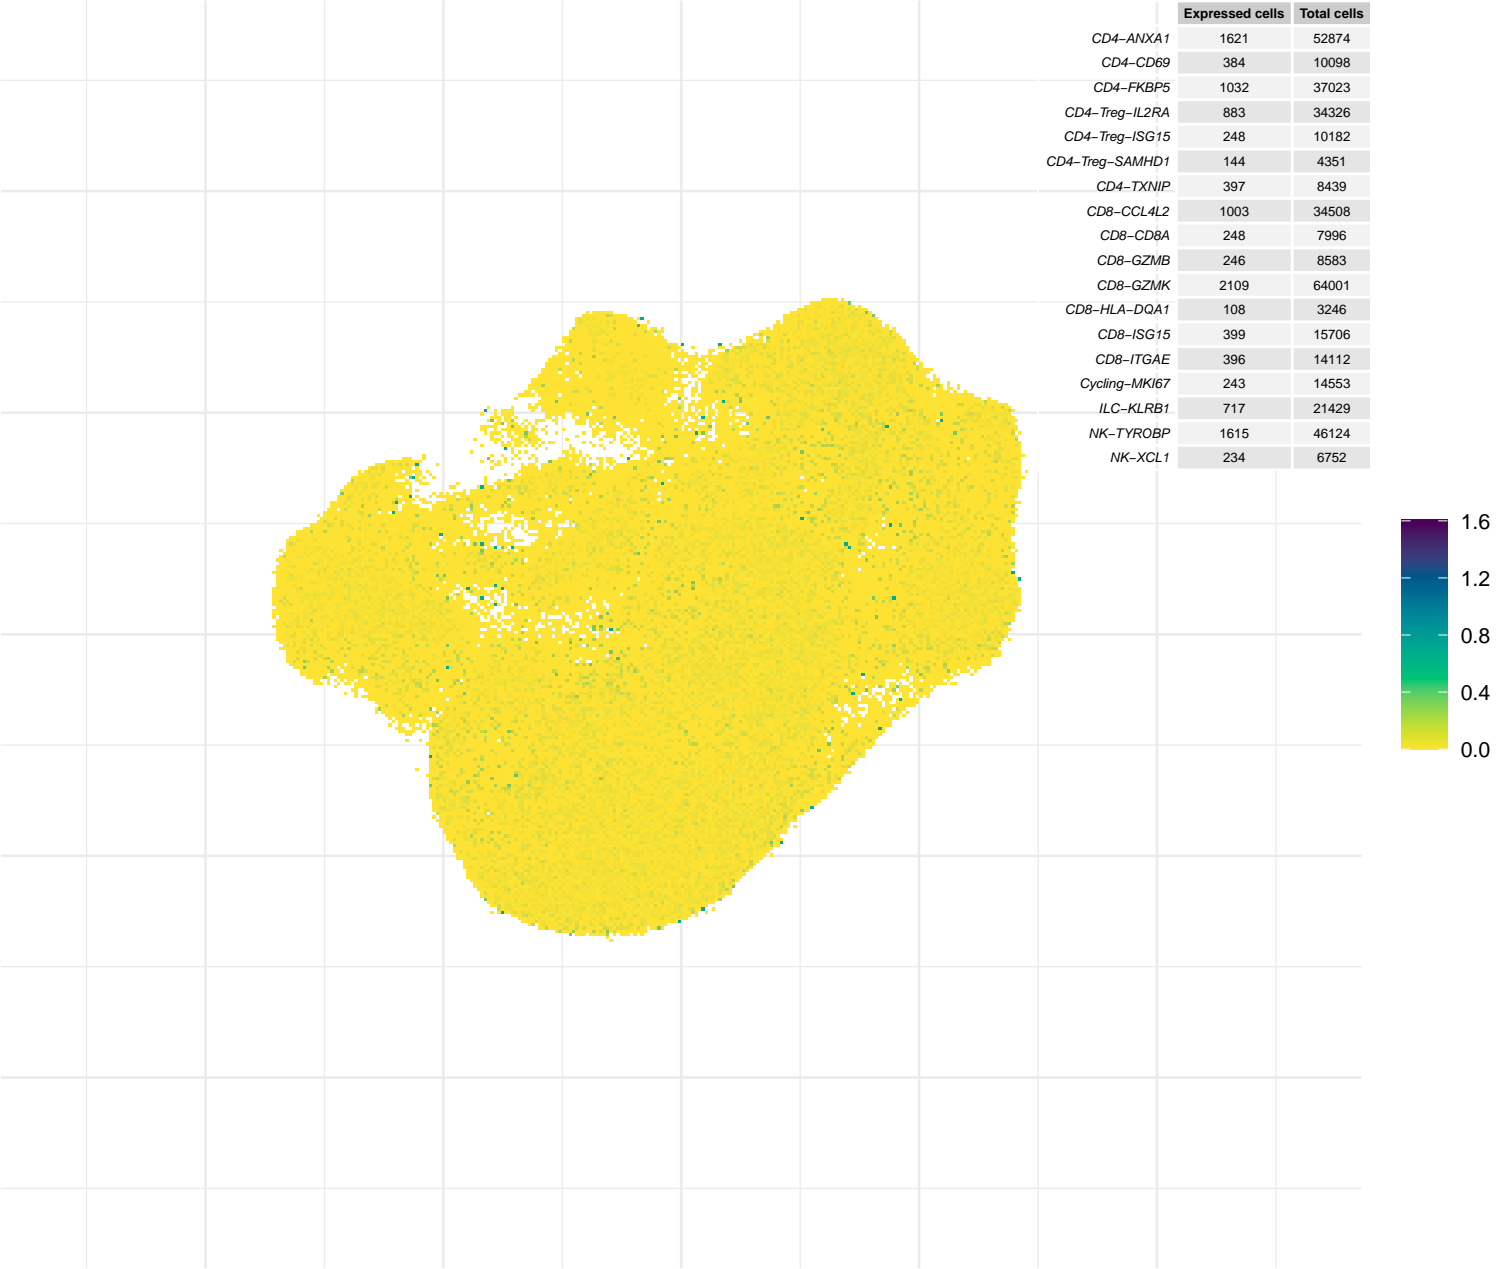 Expressed cells Total cells
CD4−ANXA1 1621 52874
CD4−CD69 384 10098
CD4−FKBP5 1032 37023
CD4−Treg−IL2RA 883 34326
CD4−Treg−ISG15 248 10182
CD4−Treg−SAMHD1 144 4351
CD4−TXNIP 397 8439
CD8−CCL4L2 1003 34508
CD8−CD8A 248 7996
CD8−GZMB 246 8583
CD8−GZMK 2109 64001
CD8−HLA−DQA1 108 3246
CD8−ISG15 399 15706
CD8−ITGAE 396 14112
Cycling−MKI67 243 14553
ILC−KLRB1 717 21429
NK−TYROBP 1615 46124
NK−XCL1 234 6752
1.6
1.2
0.8
0.4
0.0